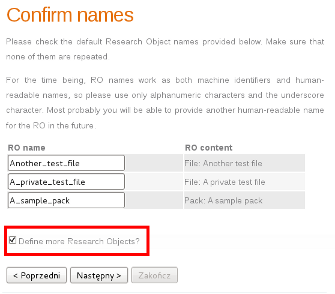 Confirm names
Please check the default Research Object names provided below. Make sure that
none of them are repeated.
For the time being, RO names work as both machine identifiers and human-
readable names, so please use only alphanumeric characters and the underscore
character. Most probably you will be able to provide another human-readable name
for the RO in the future.
RO name RO content
Another_test_file File: Another test file
A_private_test_file File: A private test file
A_sample_pack Pack: A sample pack
Define more Research Objects?
< Poprzedni Następny > Zakończ